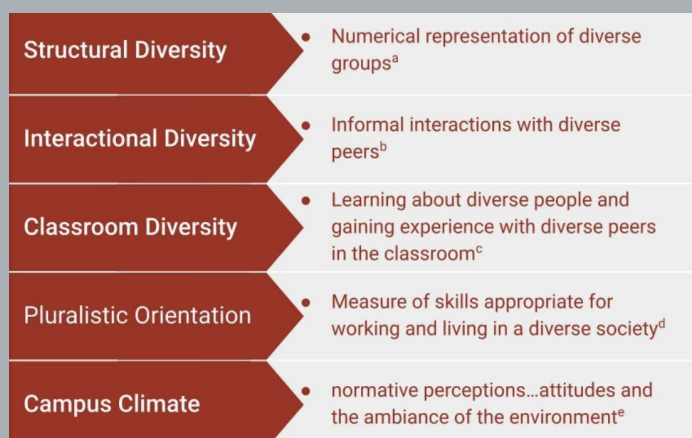 Structural Diversity
• Numerical representation of diverse
groupsᵃ
Interactional Diversity
• Informal interactions with diverse
peersᵇ
Classroom Diversity
• Learning about diverse people and
gaining experience with diverse peers
in the classroomᶜ
Pluralistic Orientation
• Measure of skills appropriate for
working and living in a diverse societyᵈ
Campus Climate
• normative perceptions…attitudes and
the ambiance of the environmentᵉ